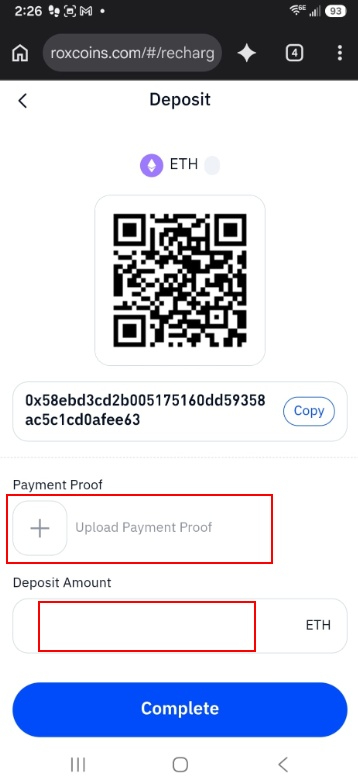 2:26
93
roxcoins.com/#/recharg
4
Deposit
ETH
0x58ebd3cd2b005175160dd59358
ac5c1cd0afee63
Copy
Payment Proof
Upload Payment Proof
Deposit Amount
ETH
Complete